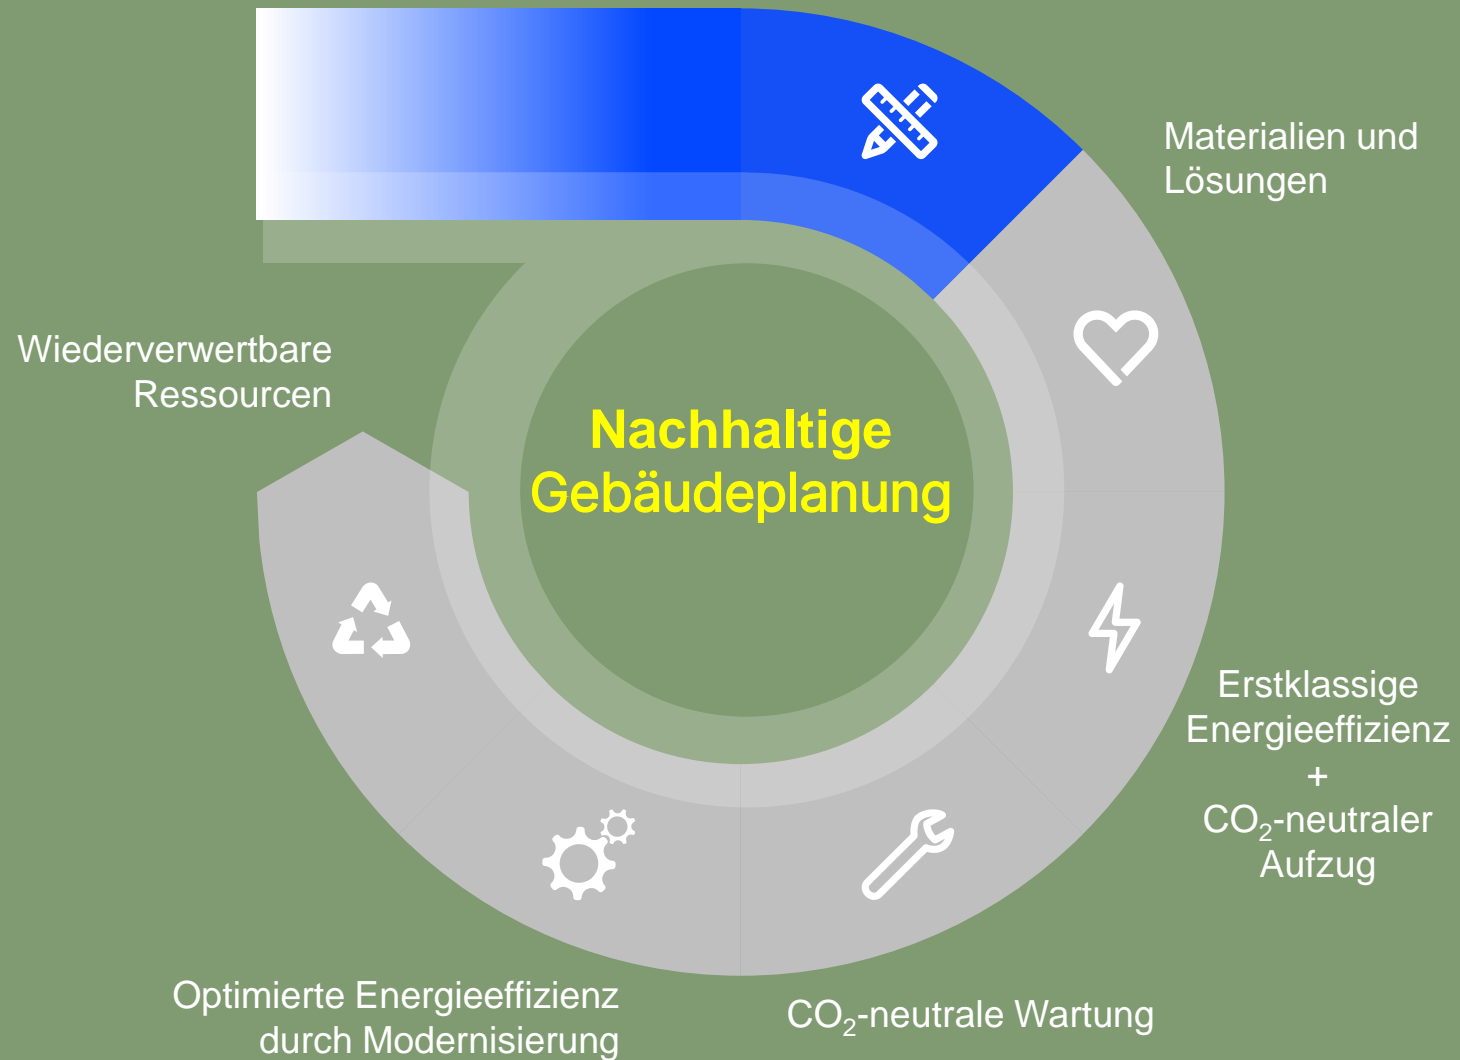 Materialien und
Lösungen
Wiederverwertbare
Ressourcen
Nachhaltige
Gebäudeplanung
Erstklassige
Energieeffizienz
+
CO₂-neutraler
Aufzug
Optimierte Energieeffizienz
durch Modernisierung
CO₂-neutrale Wartung